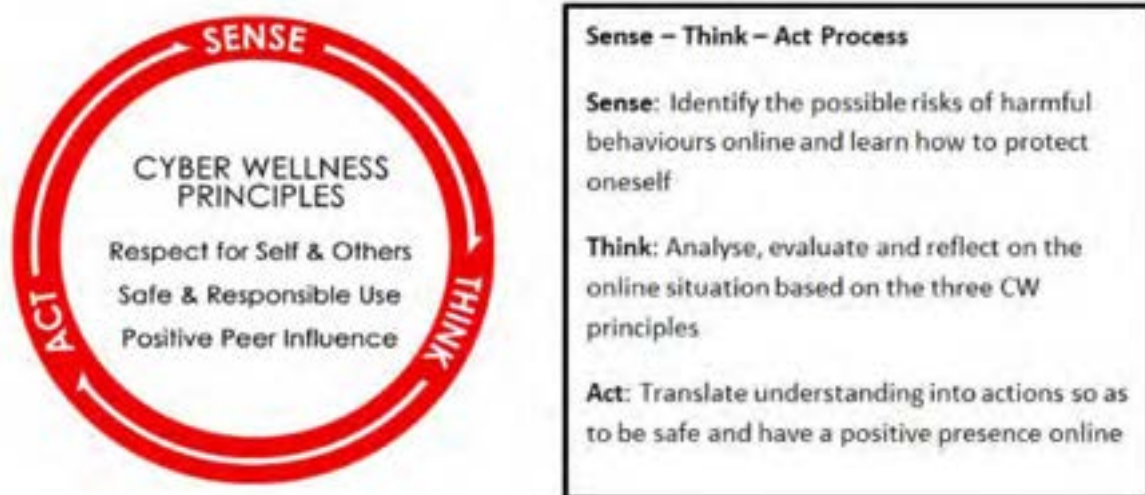 SENSE
CYBER WELLNESS
PRINCIPLES
Respect for Self & Others
Safe & Responsible Use
Positive Peer Influence
THINK
ACT
Sense – Think – Act Process
Sense: Identify the possible risks of harmful
behaviours online and learn how to protect
oneself
Think: Analyse, evaluate and reflect on the
online situation based on the three CW
principles
Act: Translate understanding into actions so as
to be safe and have a positive presence online